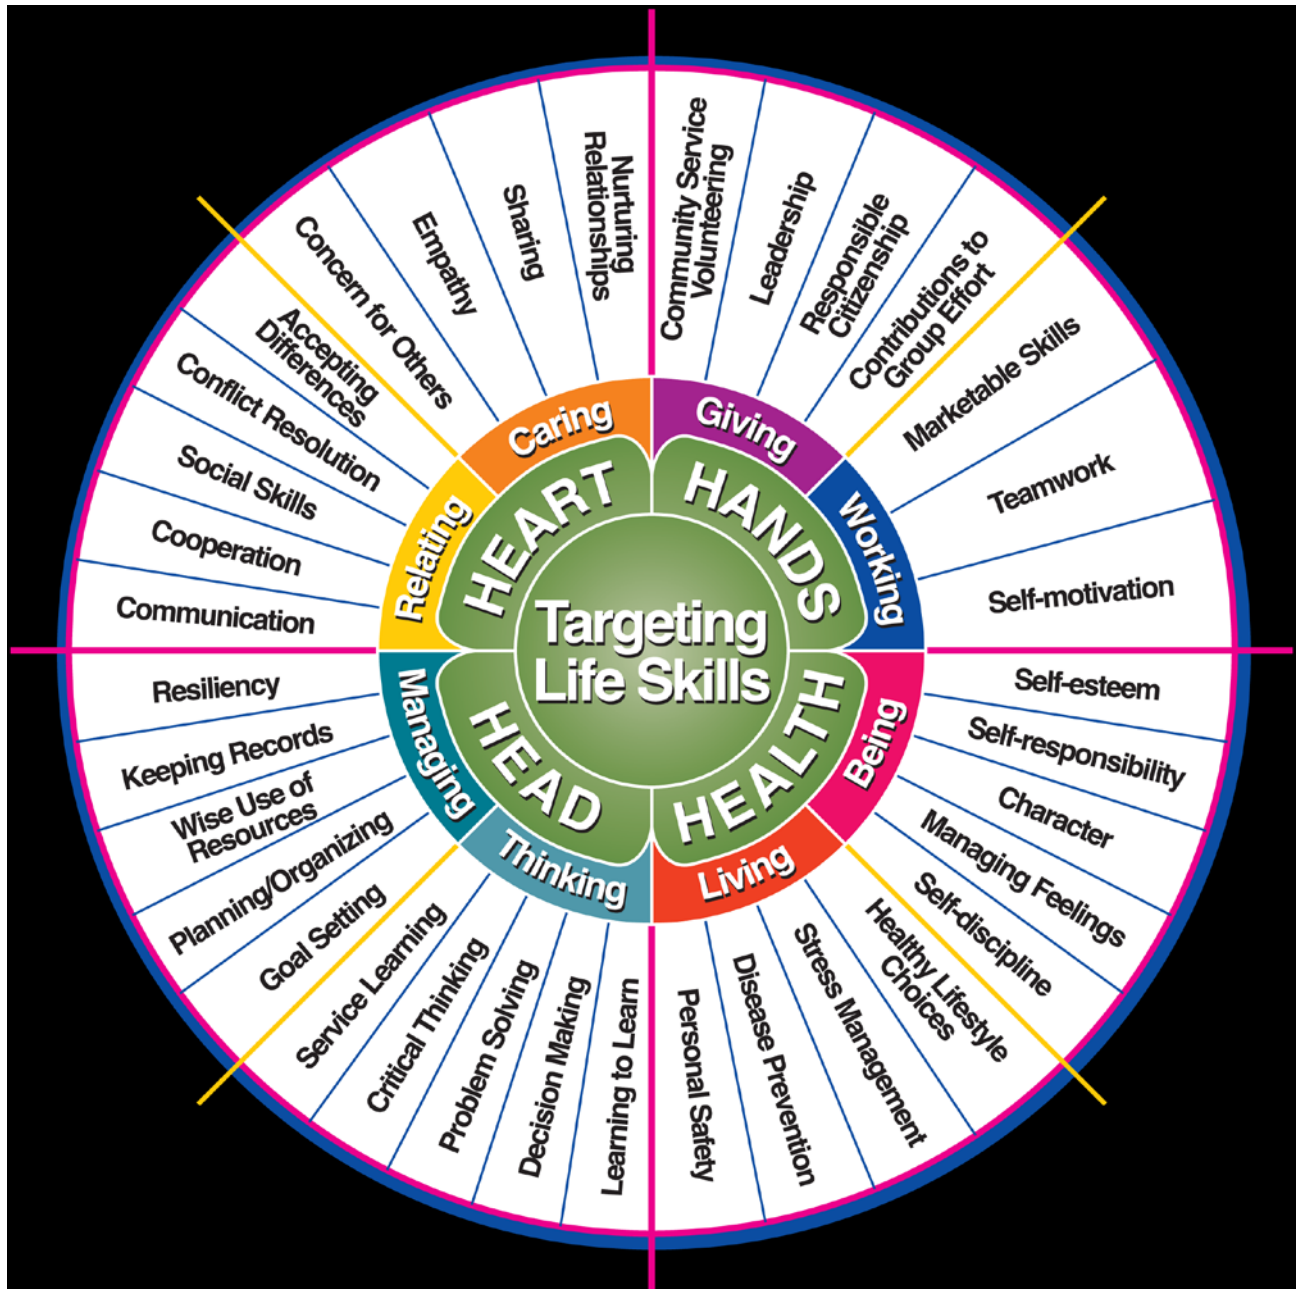 Targeting
Life Skills
HEART
HANDS
HEALTH
HEAD
Caring
Giving
Working
Being
Living
Thinking
Managing
Relating
Community Service
Volunteering
Leadership
Responsible
Citizenship
Contributions to
Group Effort
Marketable Skills
Teamwork
Self-motivation
Self-esteem
Self-responsibility
Character
Managing Feelings
Self-discipline
Healthy Lifestyle
Choices
Stress Management
Disease Prevention
Personal Safety
Learning to Learn
Decision Making
Problem Solving
Critical Thinking
Service Learning
Goal Setting
Planning/Organizing
Wise Use of
Resources
Keeping Records
Resiliency
Communication
Cooperation
Social Skills
Conflict Resolution
Accepting
Differences
Concern for Others
Empathy
Sharing
Nurturing
Relationships